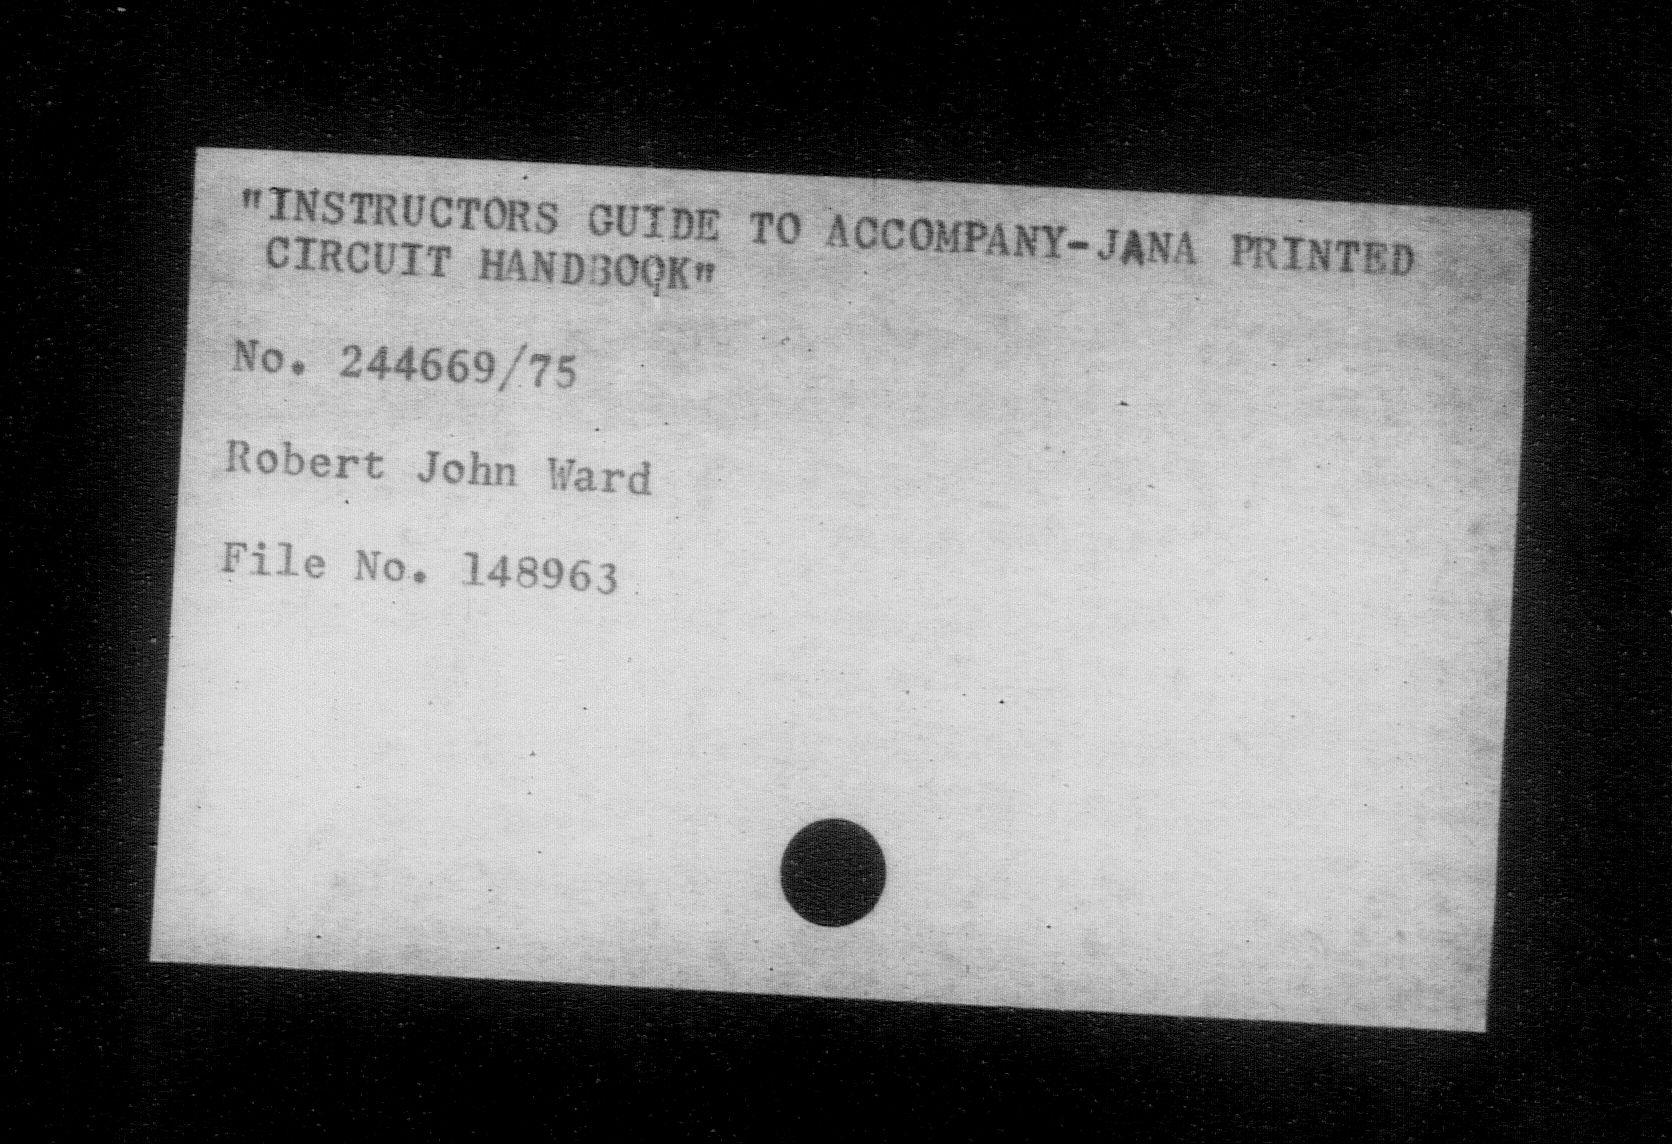 "INSTRUCTORS GUIDE TO ACCOMPANY-JANA PRINTED
CIRCUIT HANDBOOK"
No. 244669/75
Robert John Ward
File No. 148963